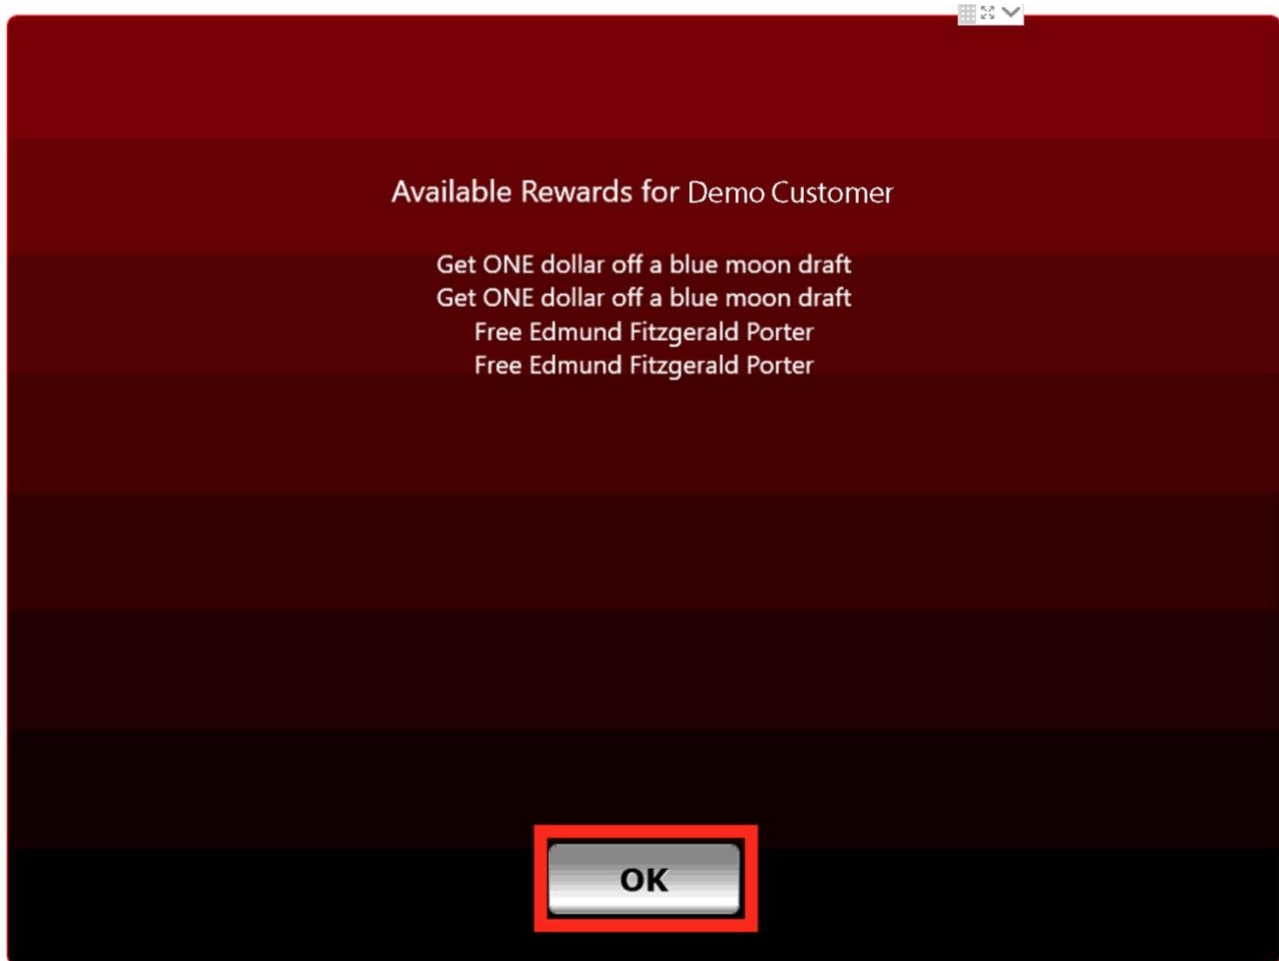 Available Rewards for Demo Customer
Get ONE dollar off a blue moon draft
Get ONE dollar off a blue moon draft
Free Edmund Fitzgerald Porter
Free Edmund Fitzgerald Porter
OK